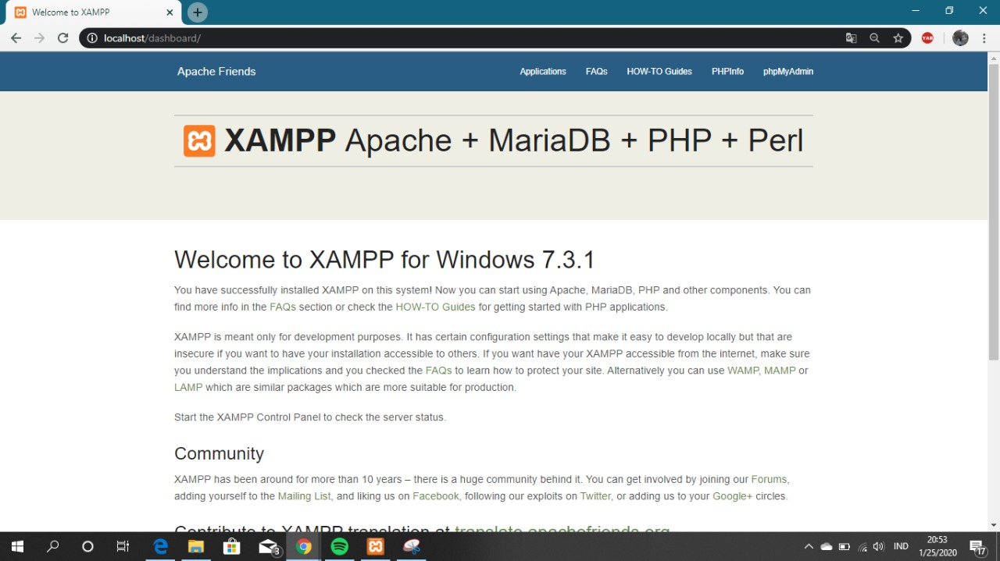 Welcome to XAMPP
localhost/dashboard/
YAB
Apache Friends
Applications FAQs HOW-TO Guides PHPInfo phpMyAdmin
XAMPP Apache + MariaDB + PHP + Perl
Welcome to XAMPP for Windows 7.3.1
You have successfully installed XAMPP on this system! Now you can start using Apache, MariaDB, PHP and other components. You can
find more info in the FAQs section or check the HOW-TO Guides for getting started with PHP applications.
XAMPP is meant only for development purposes. It has certain configuration settings that make it easy to develop locally but that are
insecure if you want to have your installation accessible to others. If you want have your XAMPP accessible from the internet, make sure
you understand the implications and you checked the FAQs to learn how to protect your site. Alternatively you can use WAMP, MAMP or
LAMP which are similar packages which are more suitable for production.
Start the XAMPP Control Panel to check the server status.
Community
XAMPP has been around for more than 10 years – there is a huge community behind it. You can get involved by joining our Forums,
adding yourself to the Mailing List, and liking us on Facebook, following our exploits on Twitter, or adding us to your Google+ circles.
Contribute to XAMPP translation at translate.apachefriends.org
3
IND
20:53
1/25/2020
17